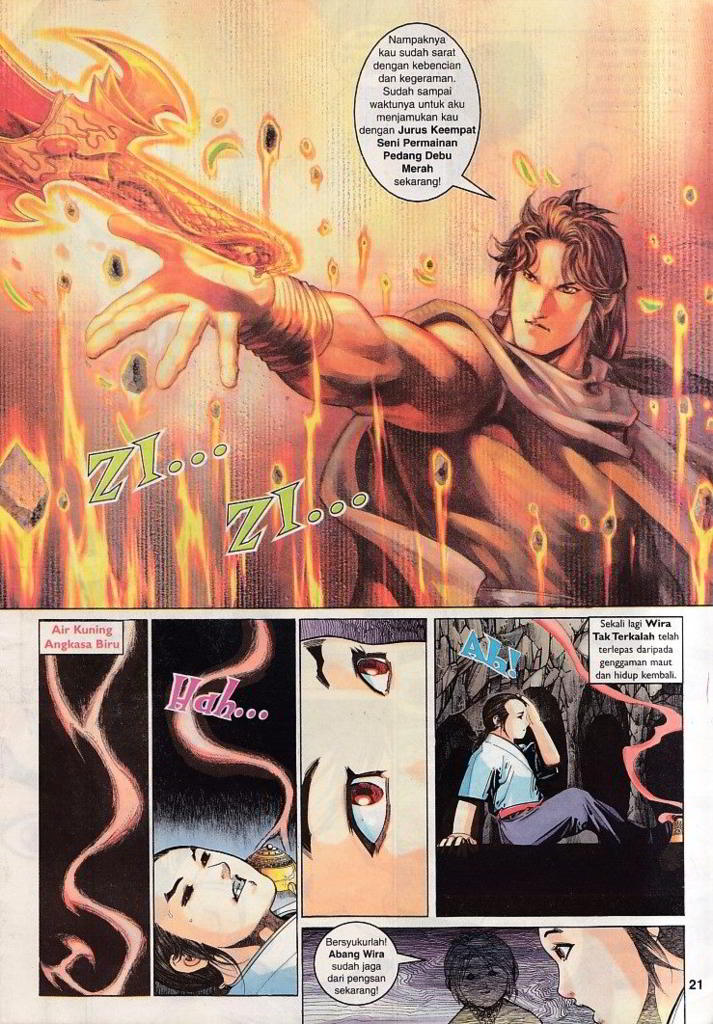 Nampaknya
kau sudah sarat
dengan kebencian
dan kegeraman.
Sudah sampai
waktunya untuk aku
menjamukan kau
dengan Jurus Keempat
Seni Permainan
Pedang Debu
Merah
sekarang!
ZI...
ZI...
Air Kuning
Angkasa Biru
Hah...
Ah!
Sekali lagi Wira
Tak Terkalah telah
terlepas daripada
genggaman maut
dan hidup kembali.
Bersyukurlah!
Abang Wira
sudah jaga
dari pengsan
sekarang!
21